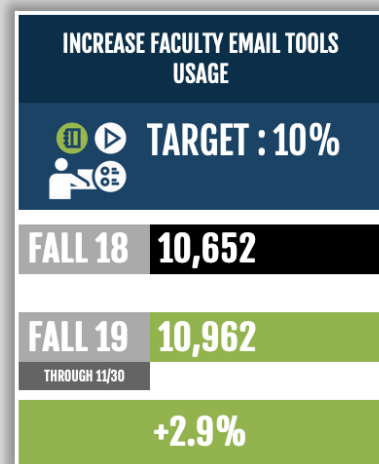 INCREASE FACULTY EMAIL TOOLS
USAGE
TARGET : 10%
FALL 18 10,652
FALL 19 10,962
THROUGH 11/30
+2.9%